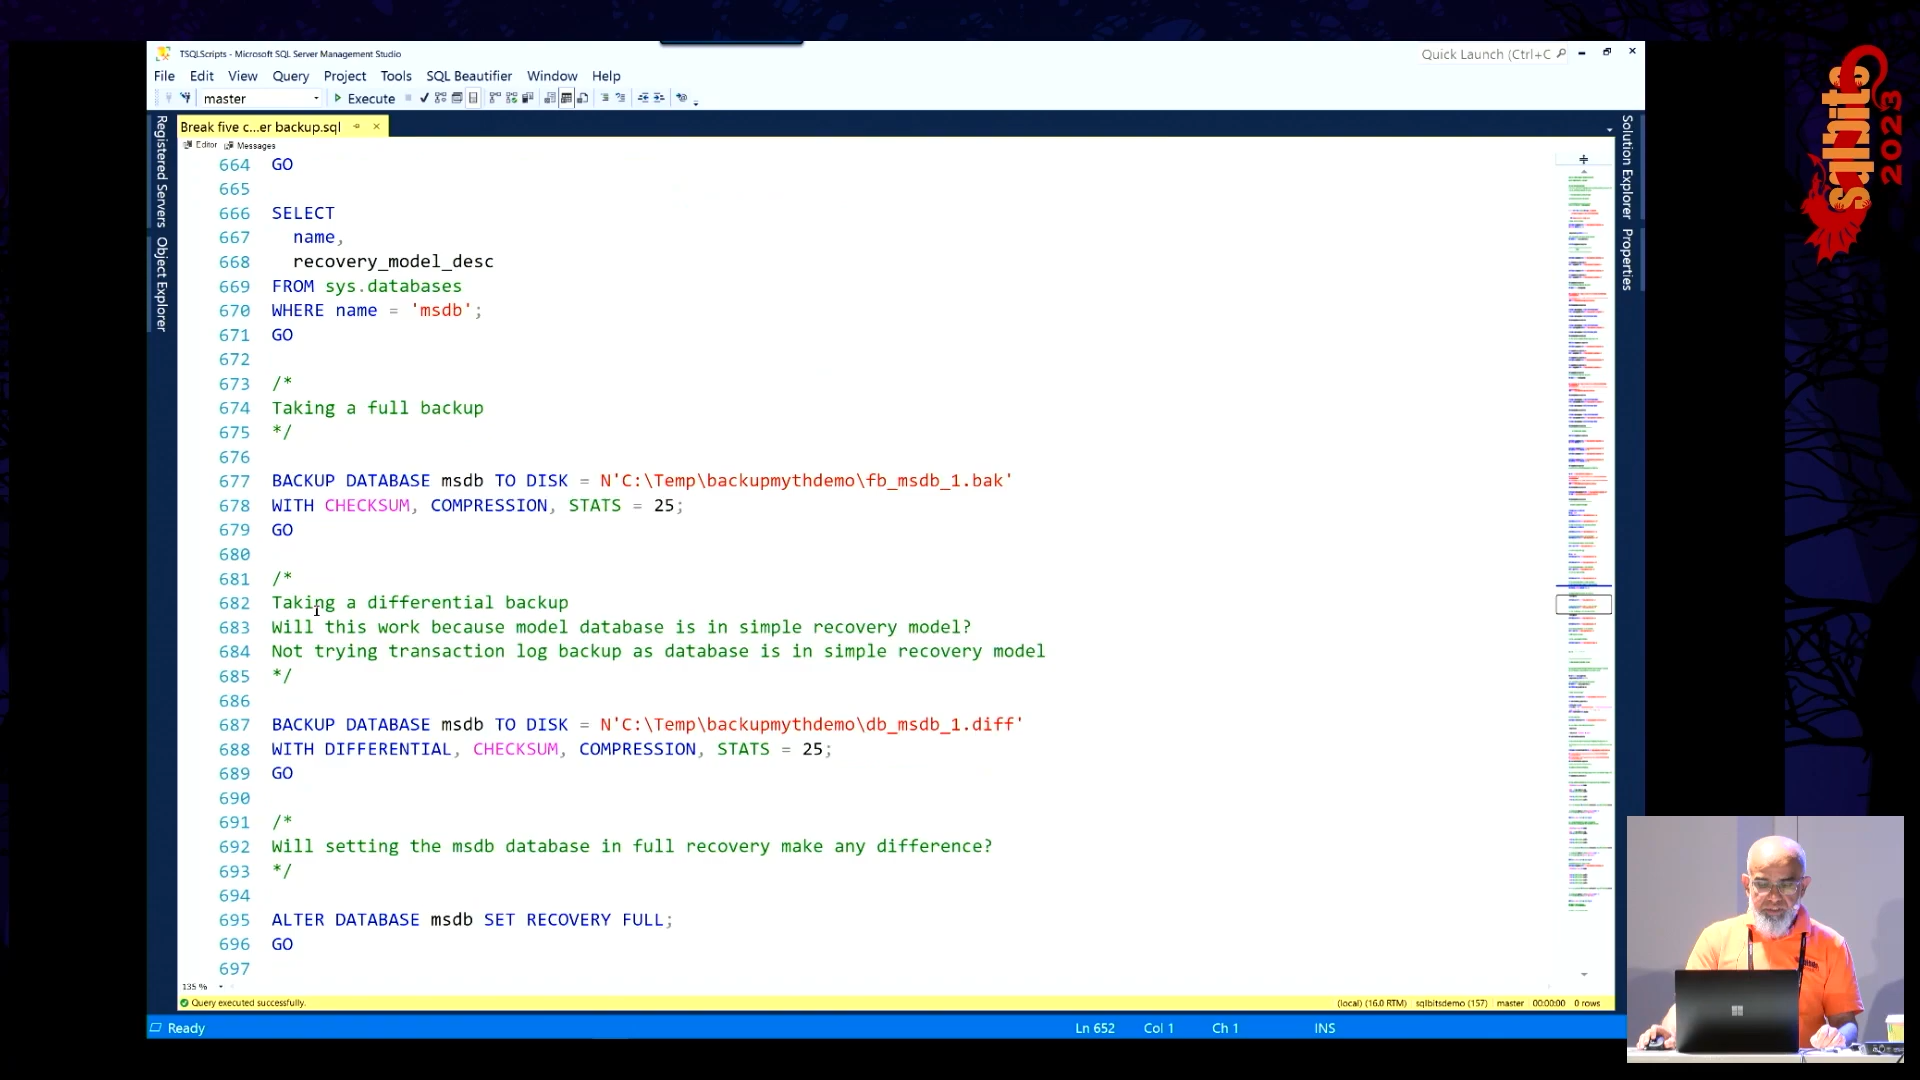 TSQLScripts - Microsoft SQL Server Management Studio
Quick Launch (Ctrl+C
File Edit View Query Project Tools SQL Beautifier Window Help
master Execute
Break five c...er backup.sql
Editor Messages
Registered Servers
Object Explorer
Solution Explorer
Properties
664 GO
665
666 SELECT
667 name,
668 recovery_model_desc
669 FROM sys.databases
670 WHERE name = 'msdb';
671 GO
672
673 /*
674 Taking a full backup
675 */
676
677 BACKUP DATABASE msdb TO DISK = N'C:\Temp\backupmythdemo\fb_msdb_1.bak'
678 WITH CHECKSUM, COMPRESSION, STATS = 25;
679 GO
680
681 /*
682 Taking a differential backup
683 Will this work because model database is in simple recovery model?
684 Not trying transaction log backup as database is in simple recovery model
685 */
686
687 BACKUP DATABASE msdb TO DISK = N'C:\Temp\backupmythdemo\db_msdb_1.diff'
688 WITH DIFFERENTIAL, CHECKSUM, COMPRESSION, STATS = 25;
689 GO
690
691 /*
692 Will setting the msdb database in full recovery make any difference?
693 */
694
695 ALTER DATABASE msdb SET RECOVERY FULL;
696 GO
697
135 %
Query executed successfully.
(local) (16.0 RTM) sqlbitsdemo (157) master 00:00:00 0 rows
Ready Ln 652 Col 1 Ch 1 INS
sqlbits
2023